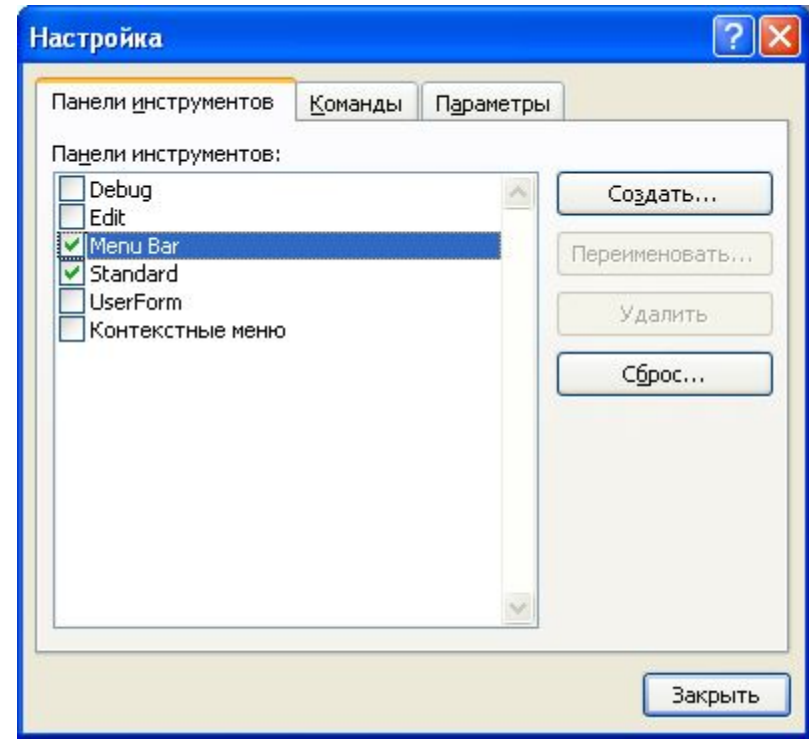 Настройка
Панели инструментов Команды Параметры
Панели инструментов:
Debug
Edit
Menu Bar
Standard
UserForm
Контекстные меню
Создать...
Переименовать...
Удалить
Сброс...
Закрыть